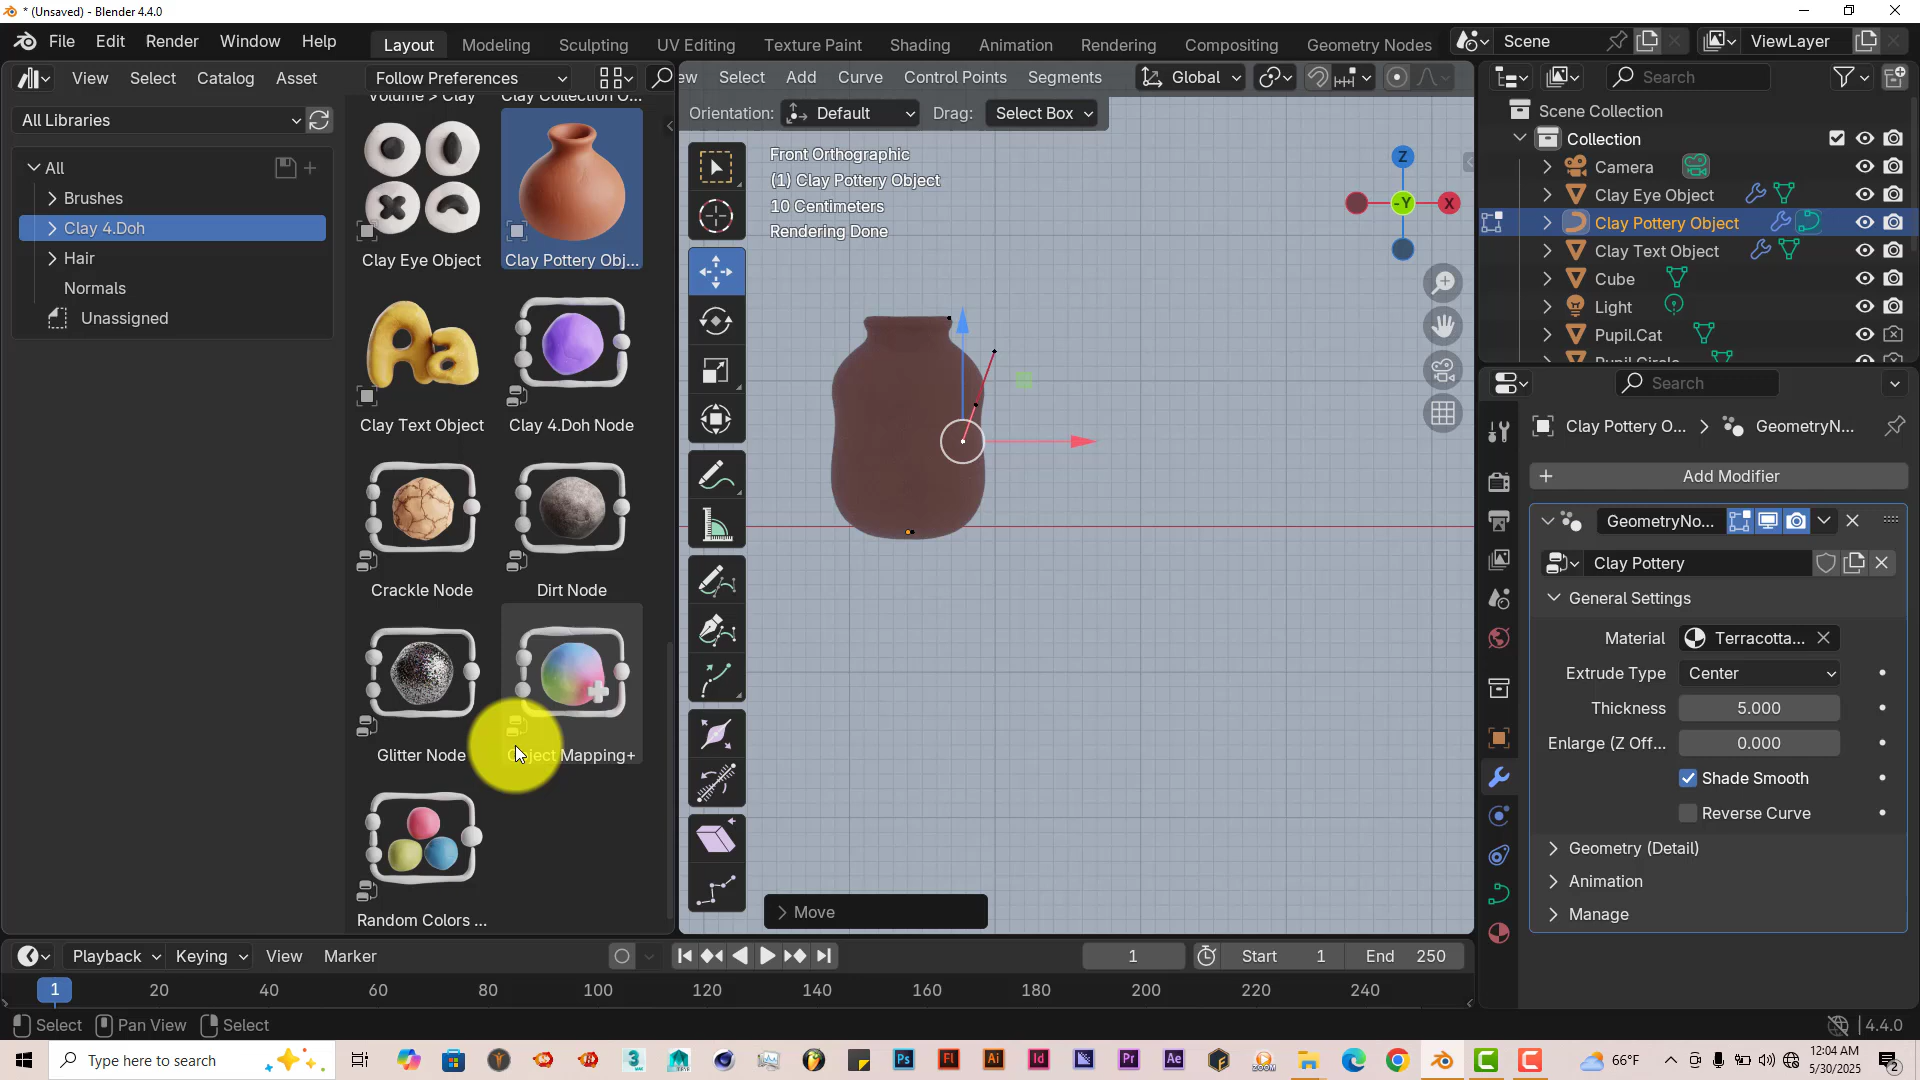 * (Unsaved) - Blender 4.4.0
File Edit Render Window Help
Layout Modeling Sculpting UV Editing Texture Paint Shading Animation Rendering Compositing Geometry Nodes
Scene
ViewLayer
View Select Catalog Asset
Follow Preferences
ew Select Add Curve Control Points Segments
Global
Search
Orientation: Default Drag: Select Box
All Libraries
All
Brushes
Clay 4.Doh
Hair
Normals
Unassigned
Volume > Clay
Clay Collection O...
Clay Eye Object
Clay Pottery Obj...
Clay Text Object
Clay 4.Doh Node
Crackle Node
Dirt Node
Glitter Node
Object Mapping+
Random Colors ...
Front Orthographic
(1) Clay Pottery Object
10 Centimeters
Rendering Done
Z
-Y
X
Move
Scene Collection
Collection
Camera
Clay Eye Object
Clay Pottery Object
Clay Text Object
Cube
Light
Pupil.Cat
Pupil.Circle
Search
Clay Pottery O... > GeometryN...
+ Add Modifier
GeometryNo...
Clay Pottery
General Settings
Material Terracotta...
Extrude Type Center
Thickness 5.000
Enlarge (Z Off... 0.000
Shade Smooth
Reverse Curve
Geometry (Detail)
Animation
Manage
Playback Keying View Marker
1
Start 1
End 250
1 20 40 60 80 100 120 140 160 180 200 220 240
Select Pan View Select
4.4.0
Type here to search
66°F
12:04 AM
5/30/2025
2